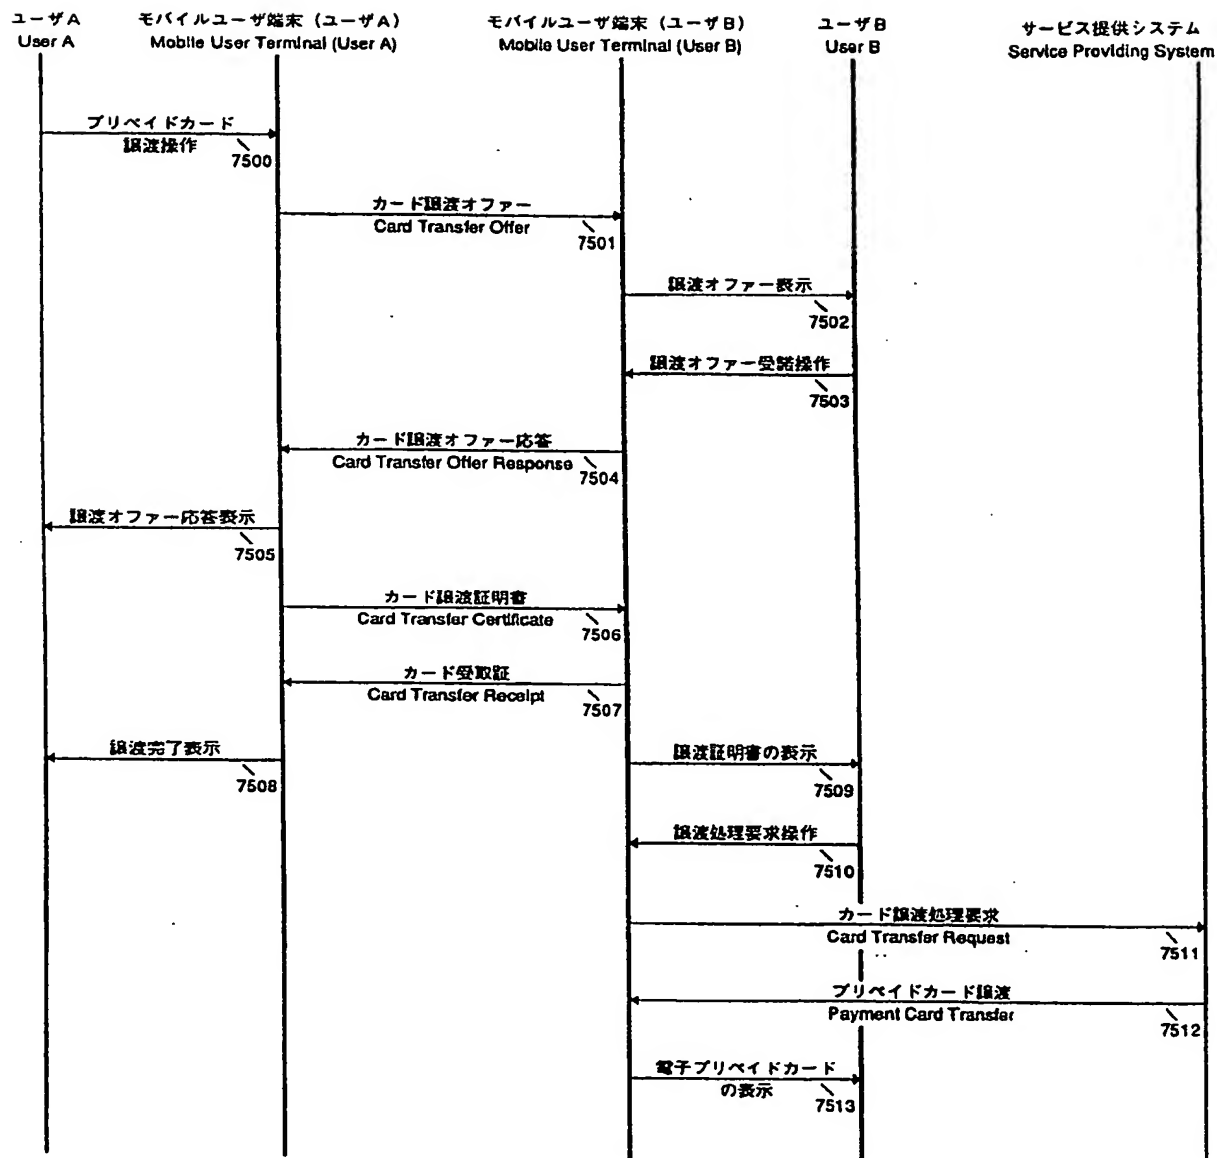 ユーザA
User A
モバイルユーザ端末（ユーザA）
Mobile User Terminal (User A)
モバイルユーザ端末（ユーザB）
Mobile User Terminal (User B)
ユーザB
User B
サービス提供システム
Service Providing System
プリペイドカード
譲渡操作
7500
カード譲渡オファー
Card Transfer Offer
7501
譲渡オファー表示
7502
譲渡オファー受諾操作
7503
カード譲渡オファー応答
Card Transfer Offer Response
7504
譲渡オファー応答表示
7505
カード譲渡証明書
Card Transfer Certificate
7506
カード受取証
Card Transfer Receipt
7507
譲渡完了表示
7508
譲渡証明書の表示
7509
譲渡処理要求操作
7510
カード譲渡処理要求
Card Transfer Request
7511
プリペイドカード譲渡
Payment Card Transfer
7512
電子プリペイドカード
の表示
7513